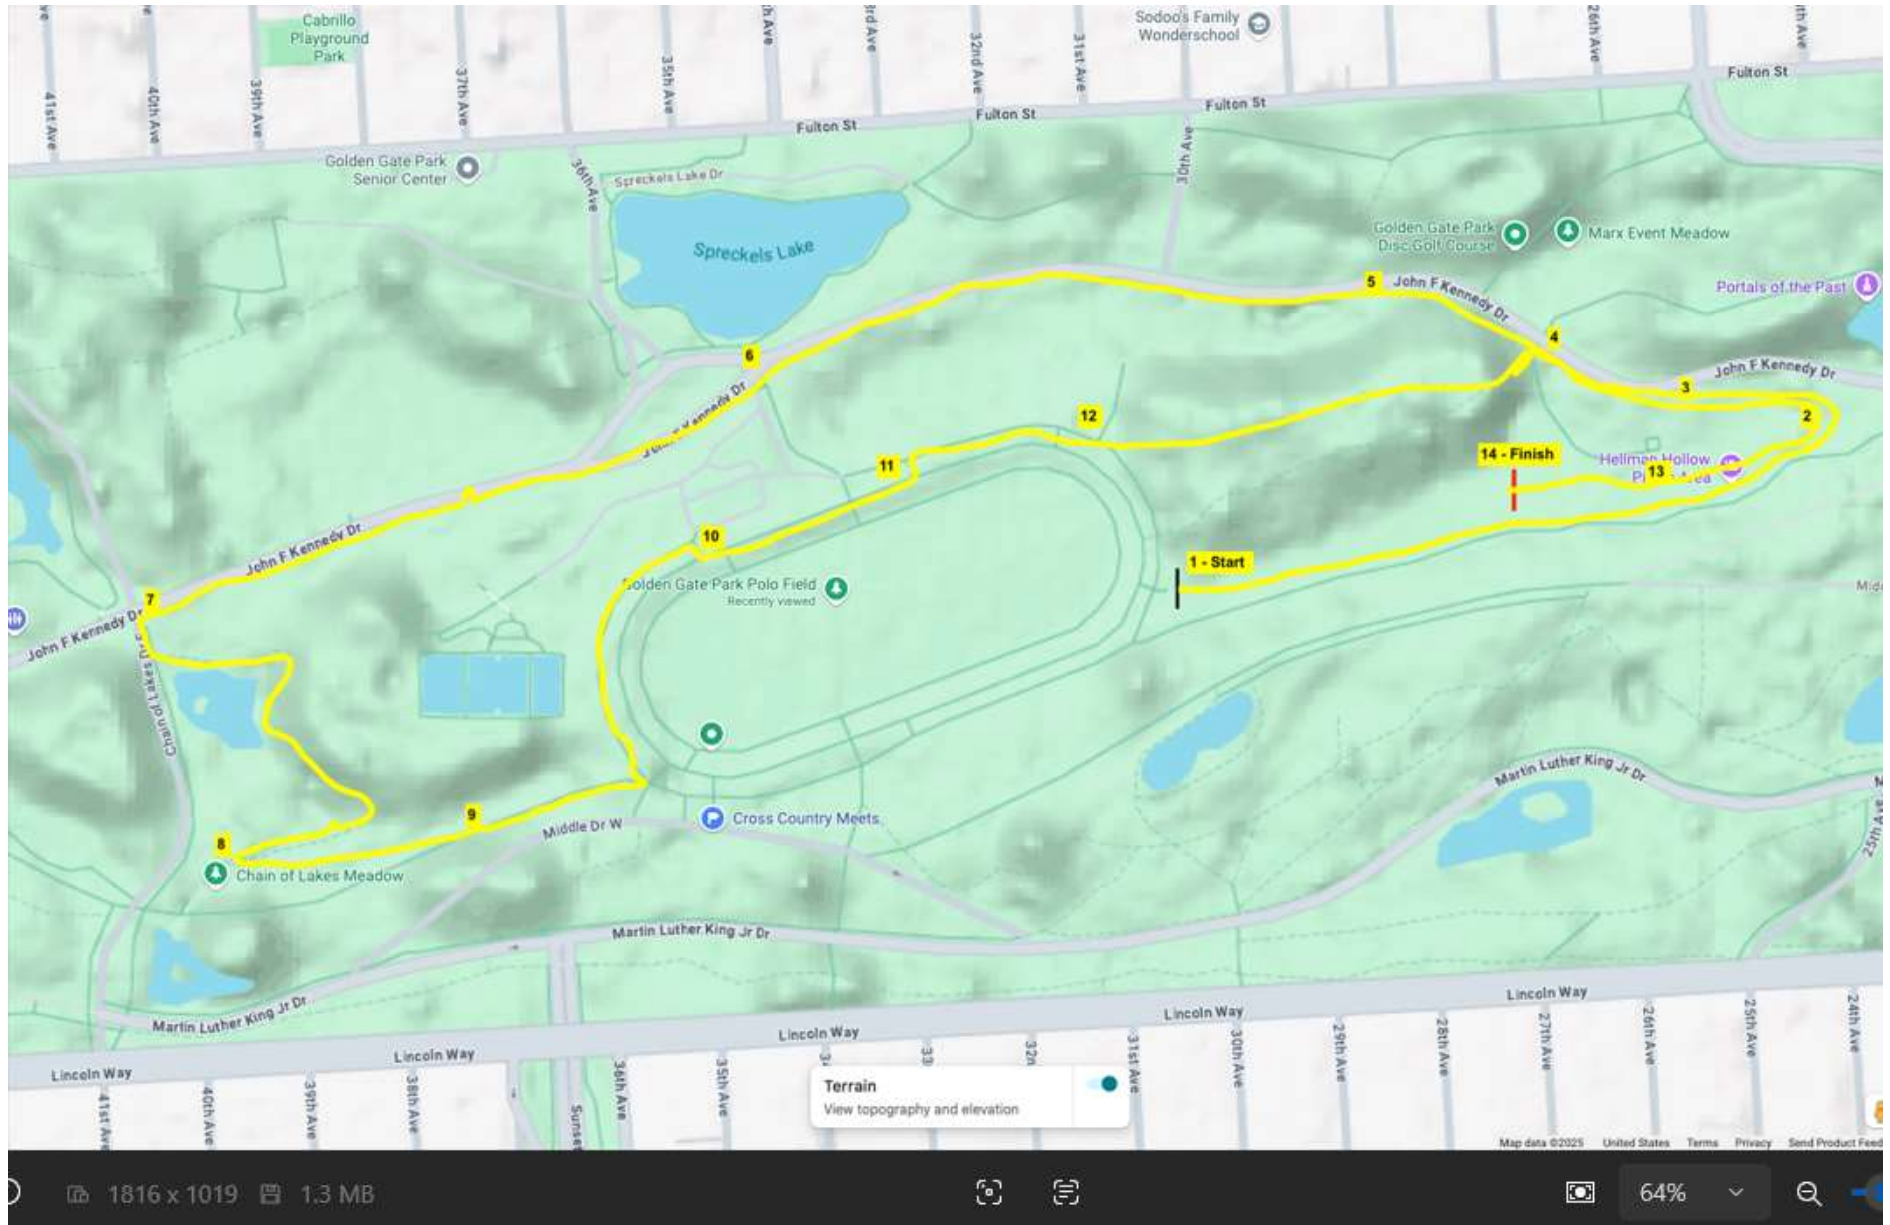 Cabrillo
Playground
Park
Sodoo's Family
Wonderschool
41st Ave
40th Ave
39th Ave
37th Ave
35th Ave
32nd Ave
31st Ave
26th Ave
Fulton St
Fulton St
Fulton St
Fulton St
Golden Gate Park
Senior Center
36th Ave
Spreckels Lake Dr
30th Ave
Spreckels Lake
Golden Gate Park
Disc Golf Course
Marx Event Meadow
Portals of the Past
5
John F Kennedy Dr
4
6
3
John F Kennedy Dr
2
12
11
14 - Finish
13
John F Kennedy Dr
10
1 - Start
Golden Gate Park Polo Field
Recently viewed
7
John F Kennedy Dr
Chain of Lakes Dr
Martin Luther King Jr Dr
25th Ave
9
Cross Country Meets
Middle Dr W
8
Chain of Lakes Meadow
Martin Luther King Jr Dr
Martin Luther King Jr Dr
Lincoln Way
Lincoln Way
Lincoln Way
Lincoln Way
Lincoln Way
41st Ave
40th Ave
39th Ave
38th Ave
Sunset
36th Ave
35th Ave
31st Ave
30th Ave
29th Ave
28th Ave
27th Ave
26th Ave
25th Ave
24th Ave
Terrain
View topography and elevation
Map data ©2025 United States Terms Privacy Send Product Feed
1816 x 1019 1.3 MB
64%